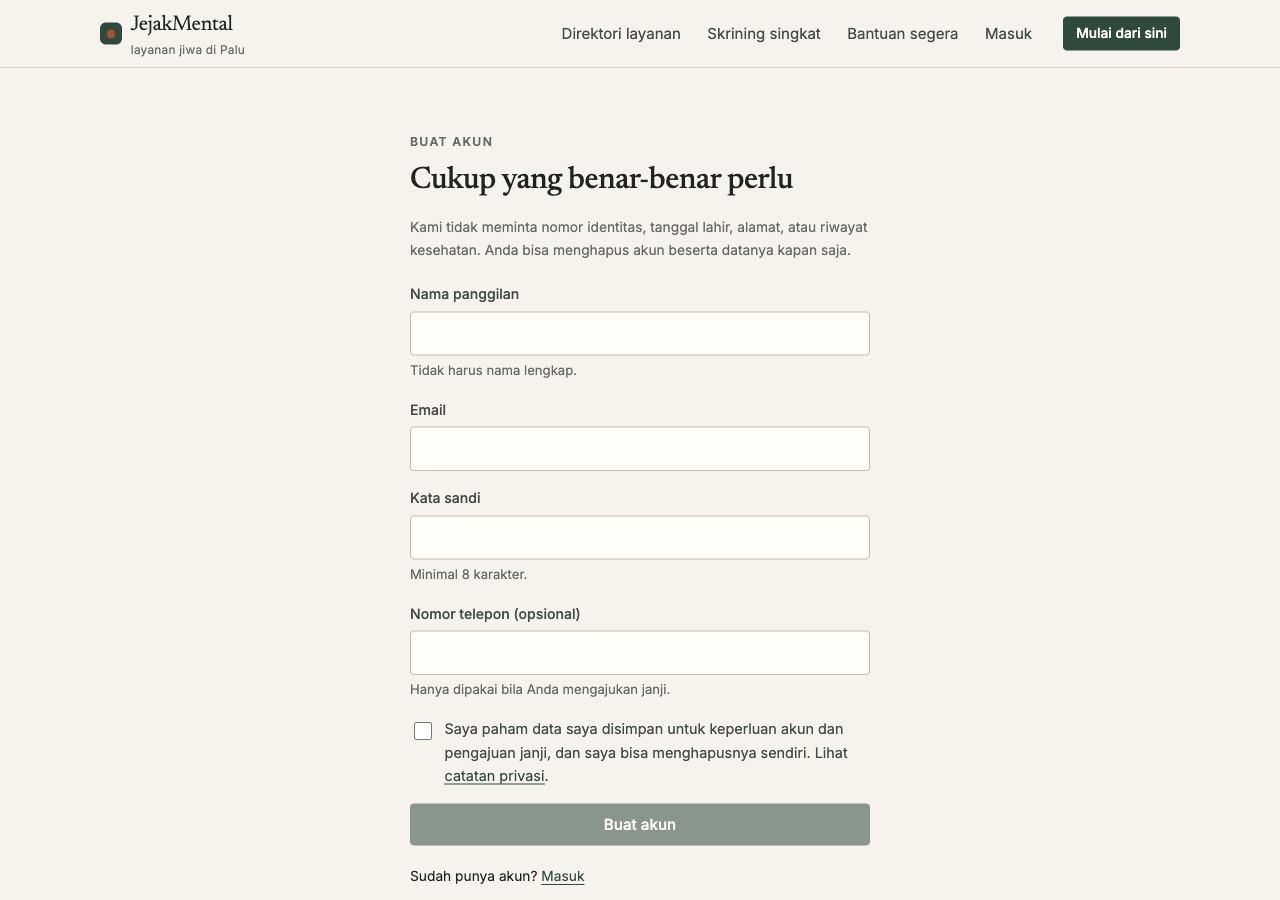 JejakMental
layanan jiwa di Palu
Direktori layanan
Skrining singkat
Bantuan segera
Masuk
Mulai dari sini
BUAT AKUN
Cukup yang benar-benar perlu
Kami tidak meminta nomor identitas, tanggal lahir, alamat, atau riwayat
kesehatan. Anda bisa menghapus akun beserta datanya kapan saja.
Nama panggilan
Tidak harus nama lengkap.
Email
Kata sandi
Minimal 8 karakter.
Nomor telepon (opsional)
Hanya dipakai bila Anda mengajukan janji.
Saya paham data saya disimpan untuk keperluan akun dan
pengajuan janji, dan saya bisa menghapusnya sendiri. Lihat
catatan privasi.
Buat akun
Sudah punya akun? Masuk